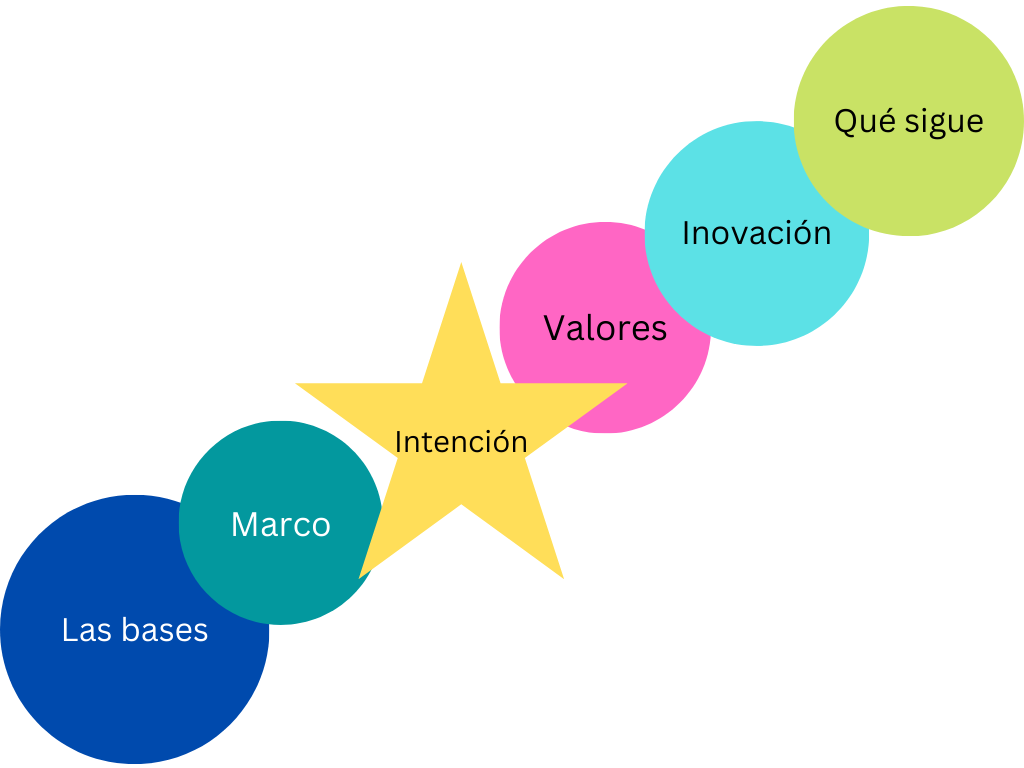 Las bases
Marco
Intención
Valores
Inovación
Qué sigue